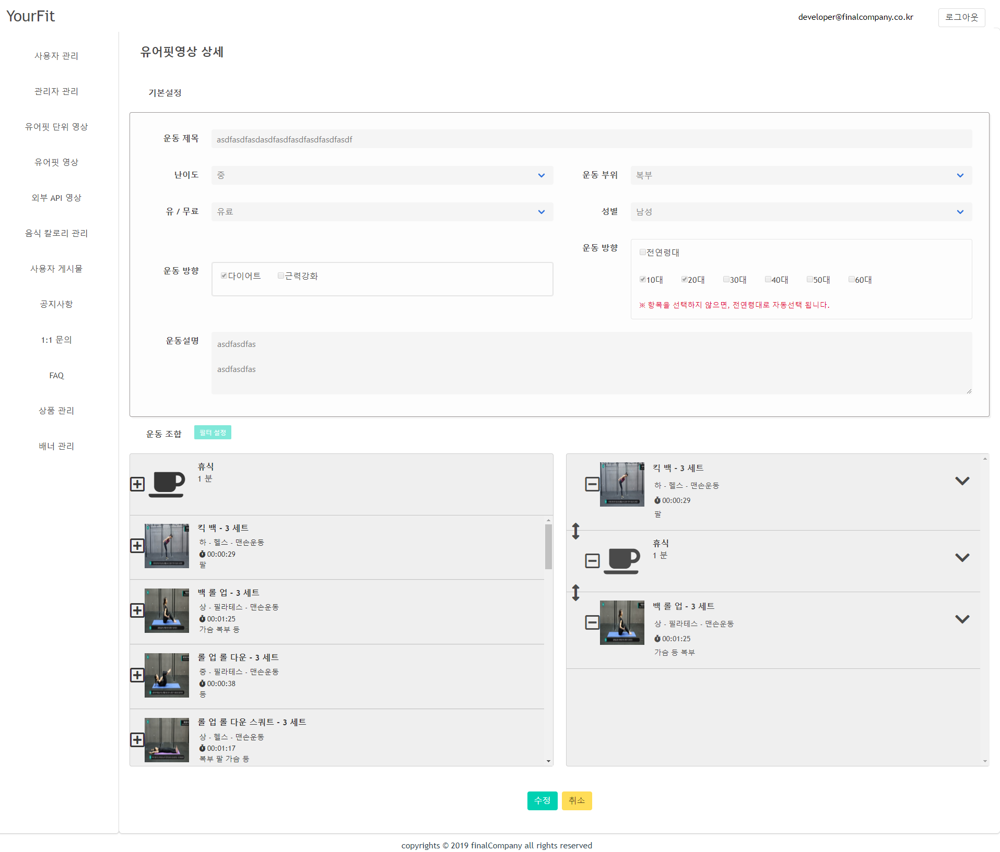 YourFit
developer@finalcompany.co.kr
로그아웃
사용자 관리
관리자 관리
유어핏 단위 영상
유어핏 영상
외부 API 영상
음식 칼로리 관리
사용자 게시물
공지사항
1:1 문의
FAQ
상품 관리
배너 관리
유어핏영상 상세
기본설정
운동 제목
asdfasdfasdasdfasdfasdfasdfasdfasdf
난이도
중
운동 부위
복부
유 / 무료
유료
성별
남성
운동 방향
다이어트 근력강화
운동 방향
전연령대
10대 20대 30대 40대 50대 60대
※ 항목을 선택하지 않으면, 전연령대로 자동선택 됩니다.
운동설명
asdfasdfas
asdfasdfas
운동 조합
필터 설정
휴식
1 분
킥 백 - 3 세트
하 - 헬스 - 맨손운동
00:00:29
팔
백 롤 업 - 3 세트
상 - 필라테스 - 맨손운동
00:01:25
가슴 복부 등
롤 업 롤 다운 - 3 세트
중 - 필라테스 - 맨손운동
00:00:38
등
롤 업 롤 다운 스쿼트 - 3 세트
상 - 헬스 - 맨손운동
00:01:17
복부 팔 가슴 등
킥 백 - 3 세트
하 - 헬스 - 맨손운동
00:00:29
팔
휴식
1 분
백 롤 업 - 3 세트
상 - 필라테스 - 맨손운동
00:01:25
가슴 등 복부
수정
취소
copyrights © 2019 finalCompany all rights reserved